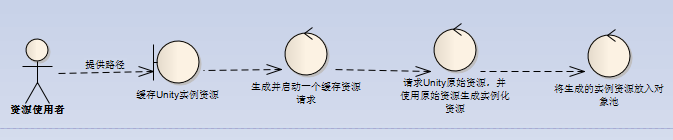 提供路径
资源使用者
缓存Unity实例资源
生成并启动一个缓存资源
请求
请求Unity原始资源，并
使用原始资源生成实例化
资源
将生成的实例资源放入对
象池